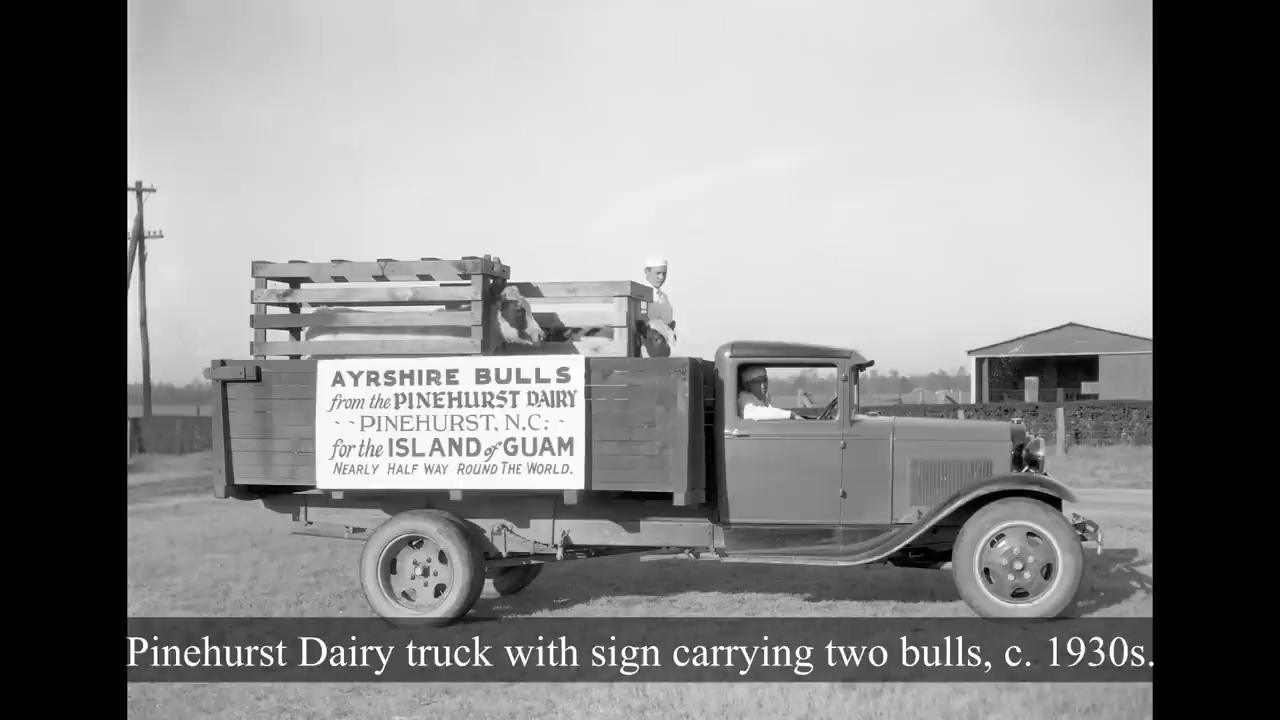 AYRSHIRE BULLS
from the PINEHURST DAIRY
--PINEHURST, N.C.--
for the ISLAND of GUAM
NEARLY HALF WAY ROUND THE WORLD.
Pinehurst Dairy truck with sign carrying two bulls, c. 1930s.